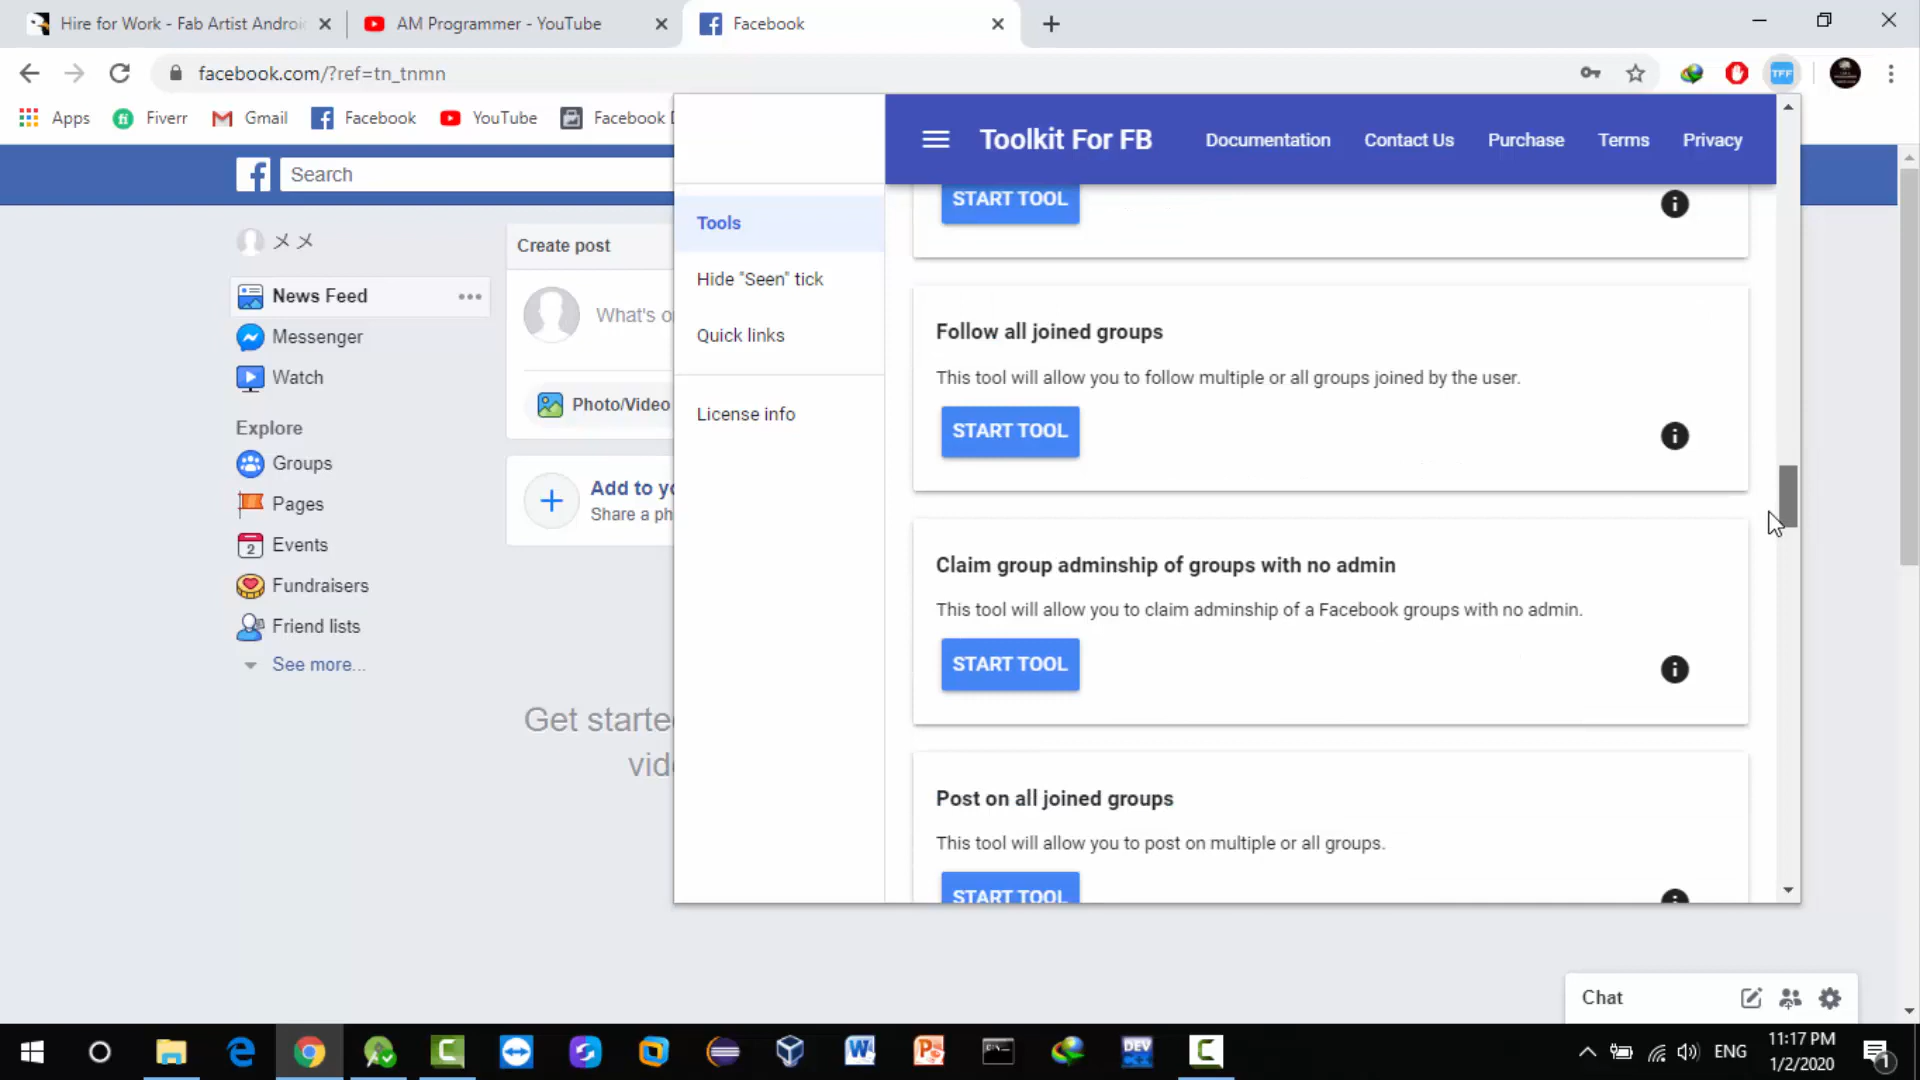 Hire for Work - Fab Artist Androi
AM Programmer - YouTube
Facebook
facebook.com/?ref=tn_tnmn
TFF
Apps
Fiverr
Gmail
Facebook
YouTube
Facebook
Search
メメ
News Feed
Messenger
Watch
Explore
Groups
Pages
2
Events
Fundraisers
Friend lists
See more...
Create post
What's o
Photo/Video
Add to yo
Share a ph
Get starte
vid
Tools
Hide "Seen" tick
Quick links
License info
Toolkit For FB
Documentation
Contact Us
Purchase
Terms
Privacy
START TOOL
Follow all joined groups
This tool will allow you to follow multiple or all groups joined by the user.
START TOOL
Claim group adminship of groups with no admin
This tool will allow you to claim adminship of a Facebook groups with no admin.
START TOOL
Post on all joined groups
This tool will allow you to post on multiple or all groups.
START TOOL
Chat
DEV
C++
ENG
11:17 PM
1/2/2020
1